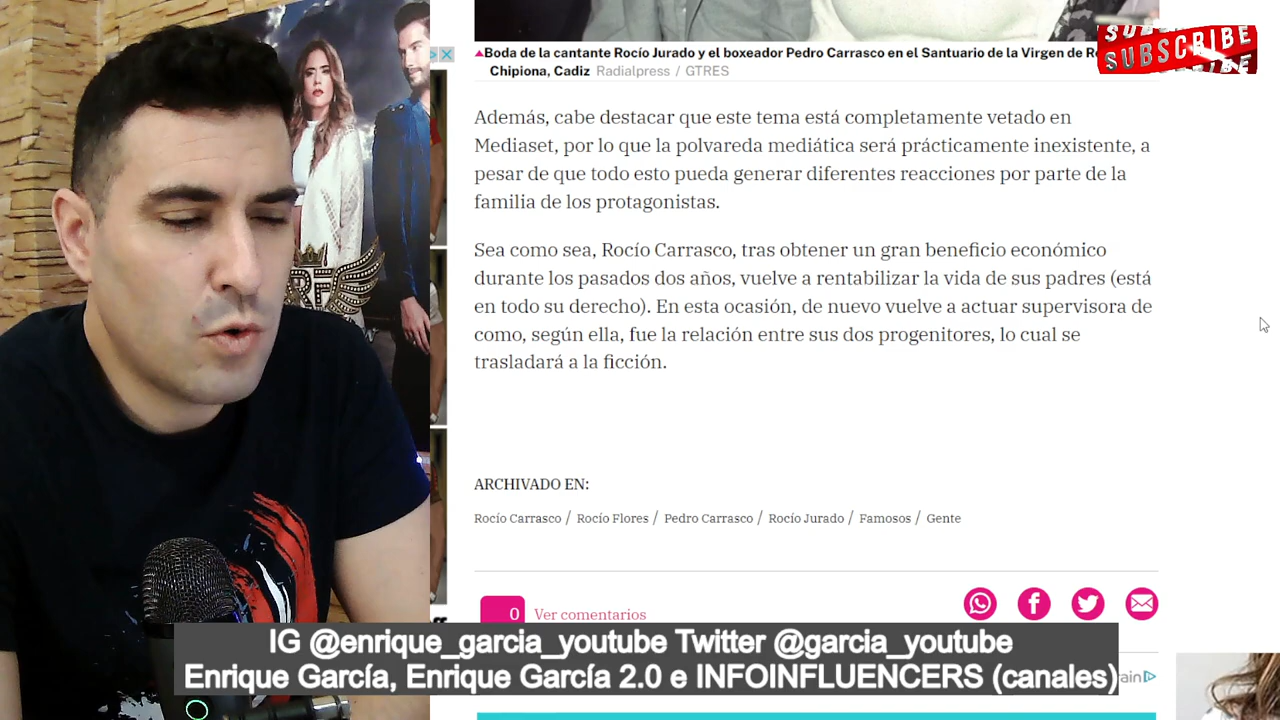 SUBSCRIBE
Boda de la cantante Rocío Jurado y el boxeador Pedro Carrasco en el Santuario de la Virgen de
Chipiona, Cadiz Radialpress / GTRES
Además, cabe destacar que este tema está completamente vetado en
Mediaset, por lo que la polvareda mediática será prácticamente inexistente, a
pesar de que todo esto pueda generar diferentes reacciones por parte de la
familia de los protagonistas.
Sea como sea, Rocío Carrasco, tras obtener un gran beneficio económico
durante los pasados dos años, vuelve a rentabilizar la vida de sus padres (está
en todo su derecho). En esta ocasión, de nuevo vuelve a actuar supervisora de
como, según ella, fue la relación entre sus dos progenitores, lo cual se
trasladará a la ficción.
ARCHIVADO EN:
Rocío Carrasco / Rocío Flores / Pedro Carrasco / Rocío Jurado / Famosos / Gente
0 Ver comentarios
IG @enrique_garcia_youtube Twitter @garcia_youtube
Enrique García, Enrique García 2.0 e INFOINFLUENCERS (canales)